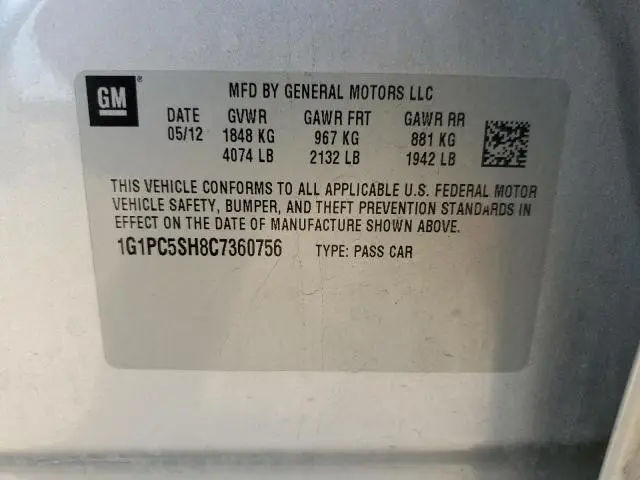 GM ®
MFD BY GENERAL MOTORS LLC
DATE GVWR GAWR FRT GAWR RR
05/12 1848 KG 967 KG 881 KG
4074 LB 2132 LB 1942 LB
THIS VEHICLE CONFORMS TO ALL APPLICABLE U.S. FEDERAL MOTOR
VEHICLE SAFETY, BUMPER, AND THEFT PREVENTION STANDARDS IN
EFFECT ON THE DATE OF MANUFACTURE SHOWN ABOVE.
1G1PC5SH8C7360756 TYPE: PASS CAR